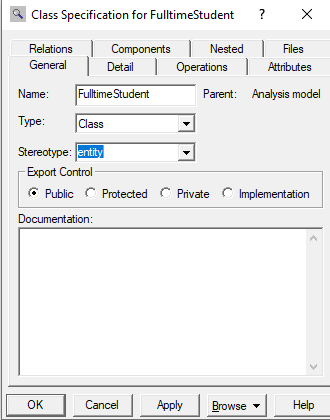 Class Specification for FulltimeStudent ? ×
Relations Components Nested Files
General Detail Operations Attributes
Name: FulltimeStudent Parent: Analysis model
Type: Class
Stereotype: entity
Export Control
Public Protected Private Implementation
Documentation:
OK Cancel Apply Browse Help